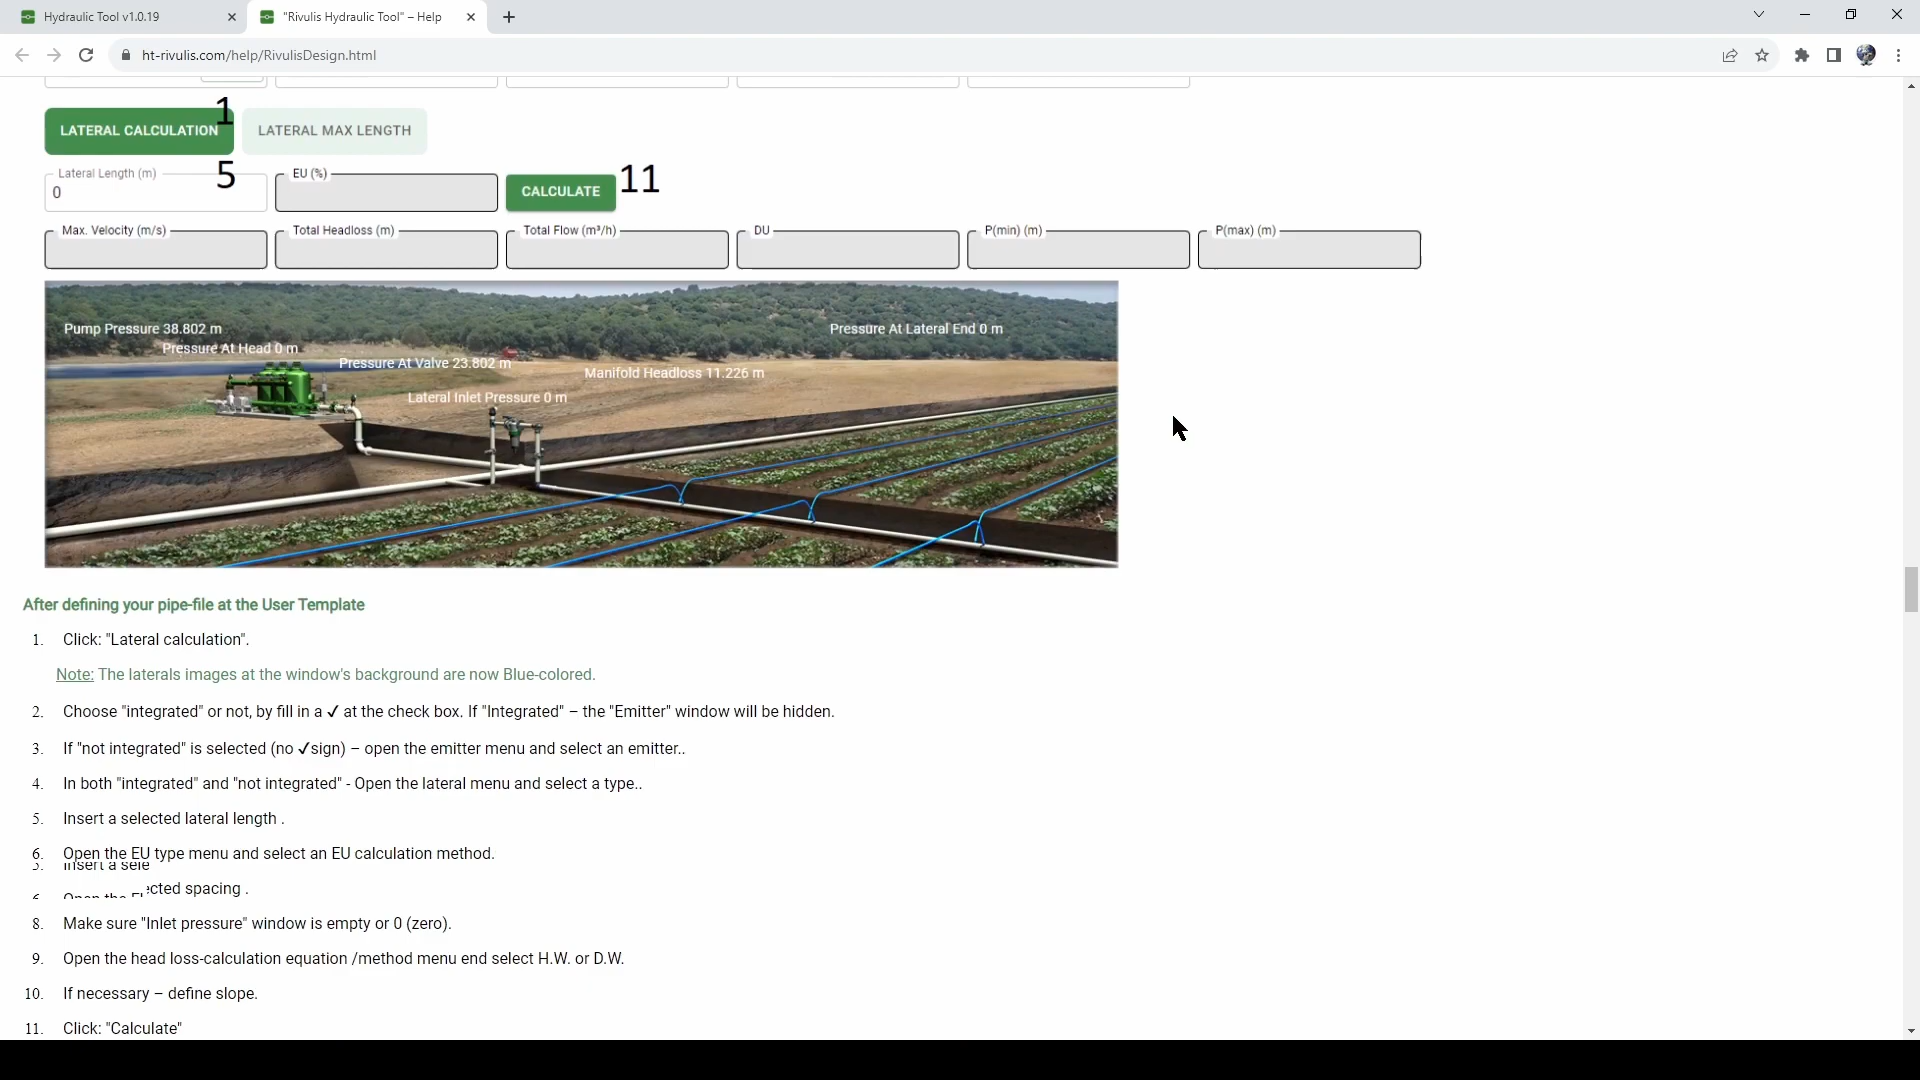 Hydraulic Tool v1.0.19
"Rivulis Hydraulic Tool" – Help
ht-rivulis.com/help/RivulisDesign.html
1
LATERAL CALCULATION
LATERAL MAX LENGTH
5
11
Lateral Length (m)
0
EU (%)
CALCULATE
Max. Velocity (m/s)
Total Headloss (m)
Total Flow (m³/h)
DU
P(min) (m)
P(max) (m)
Pump Pressure 38.802 m
Pressure At Lateral End 0 m
Pressure At Head 0 m
Pressure At Valve 23.802 m
Manifold Headloss 11.226 m
Lateral Inlet Pressure 0 m
After defining your pipe-file at the User Template
1. Click: "Lateral calculation".
Note: The laterals images at the window's background are now Blue-colored.
2. Choose "integrated" or not, by fill in a ✓ at the check box. If "Integrated" – the "Emitter" window will be hidden.
3. If "not integrated" is selected (no ✓sign) – open the emitter menu and select an emitter..
4. In both "integrated" and "not integrated" - Open the lateral menu and select a type..
5. Insert a selected lateral length .
6. Open the EU type menu and select an EU calculation method.
5. Insert a sele
ected spacing .
8. Make sure "Inlet pressure" window is empty or 0 (zero).
9. Open the head loss-calculation equation /method menu end select H.W. or D.W.
10. If necessary – define slope.
11. Click: "Calculate"